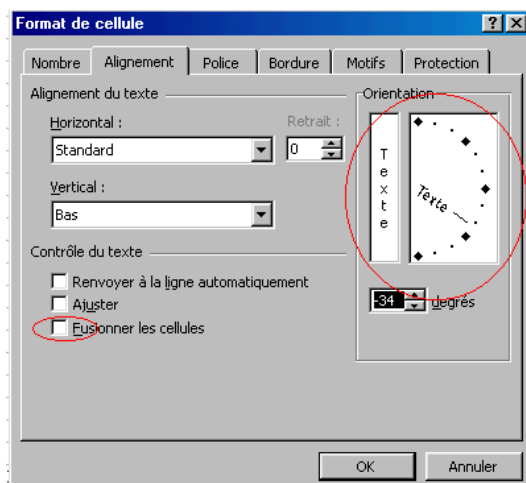 Format de cellule
Nombre Alignement Police Bordure Motifs Protection
Alignement du texte
Horizontal :
Retrait :
Standard
0
Vertical :
Bas
Contrôle du texte
Renvoyer à la ligne automatiquement
Ajuster
Fusionner les cellules
Orientation
T
e
x
t
e
Texte
-34 degrés
OK Annuler